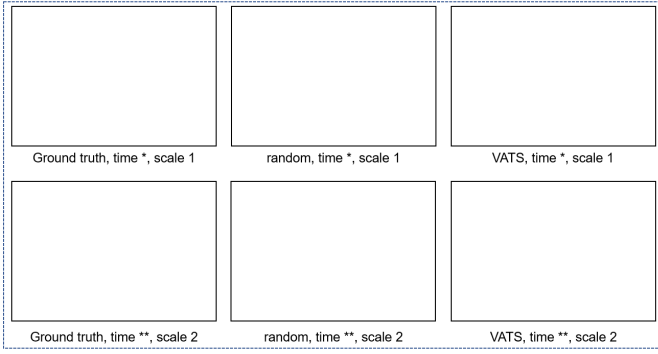 Ground truth, time *, scale 1
random, time *, scale 1
VATS, time *, scale 1
Ground truth, time **, scale 2
random, time **, scale 2
VATS, time **, scale 2